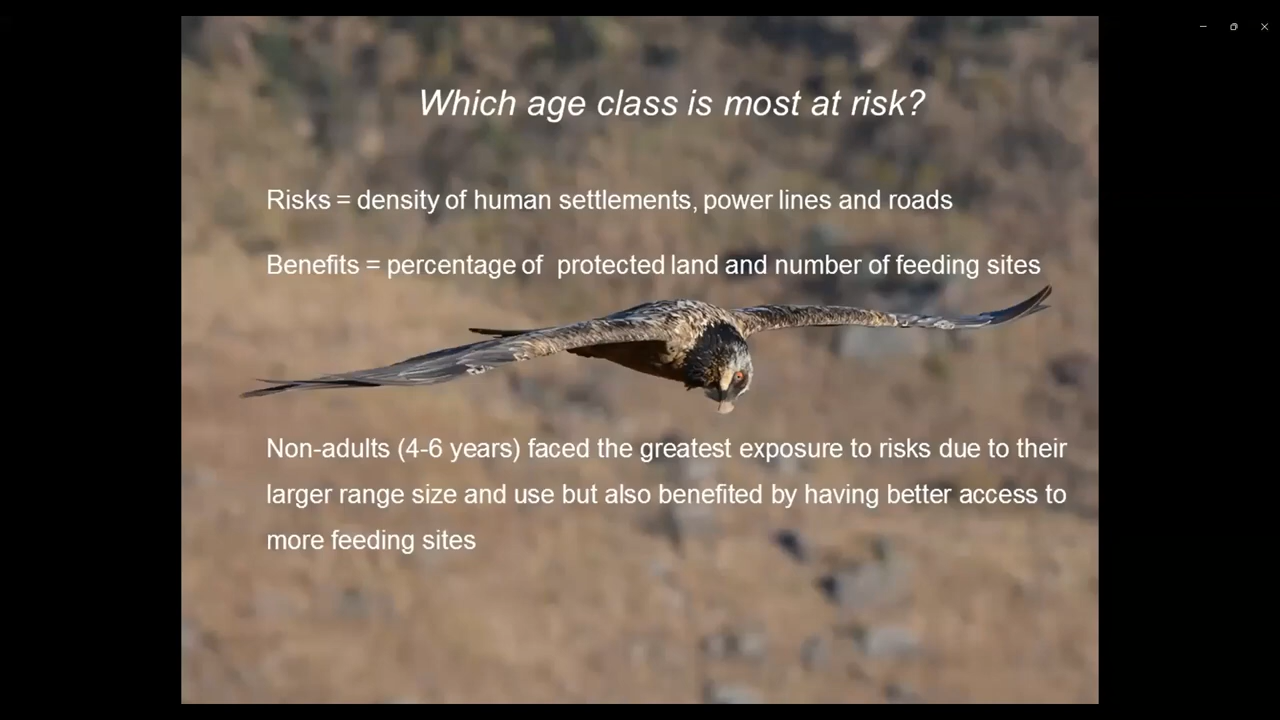 Which age class is most at risk?
Risks = density of human settlements, power lines and roads
Benefits = percentage of protected land and number of feeding sites
Non-adults (4-6 years) faced the greatest exposure to risks due to their
larger range size and use but also benefited by having better access to
more feeding sites